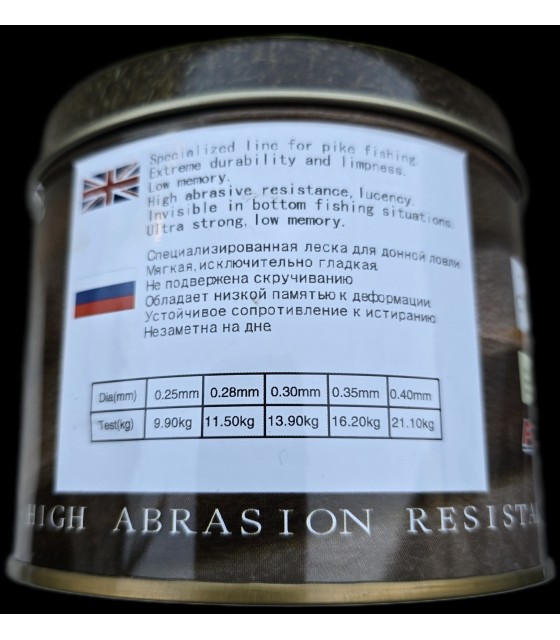 Specialized line for pike fishing.
Extreme durability and limpness.
Low memory.
High abrasive resistance, lucency.
Invisible in bottom fishing situations.
Ultra strong, low memory.
Специализированная леска для донной ловли
Мягкая, исключительно гладкая.
Не подвержена скручиванию
Обладает низкой памятью к деформации.
Устойчивое сопротивление к истиранию.
Незаметна на дне.
Dia(mm) 0.25mm 0.28mm 0.30mm 0.35mm 0.40mm
Test(kg) 9.90kg 11.50kg 13.90kg 16.20kg 21.10kg
HIGH ABRASION RESISTA